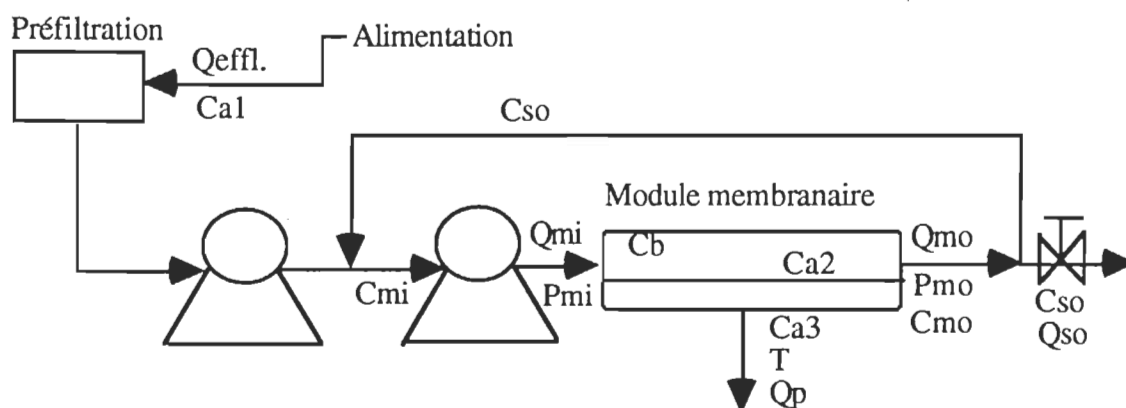 Préfiltration
Alimentation
Qeffl.
Ca1
Cso
Module membranaire
Cmi
Qmi
Pmi
Cb
Ca2
Ca3
T
Qp
Qmo
Pmo
Cmo
Cso
Qso